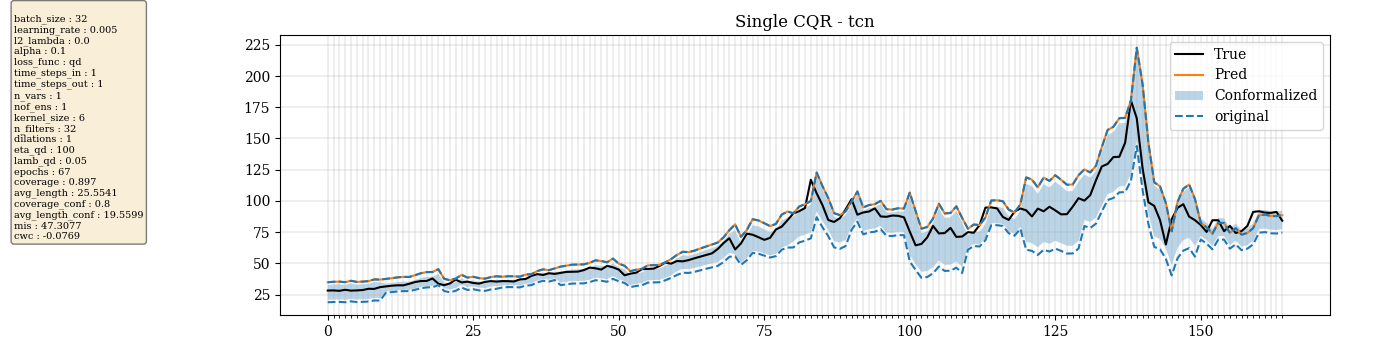 batch_size : 32
learning_rate : 0.005
l2_lambda : 0.0
alpha : 0.1
loss_func : qd
time_steps_in : 1
time_steps_out : 1
n_vars : 1
nof_ens : 1
kernel_size : 6
n_filters : 32
dilations : 1
eta_qd : 100
lamb_qd : 0.05
epochs : 67
coverage : 0.897
avg_length : 25.5541
coverage_conf : 0.8
avg_length_conf : 19.5599
mis : 47.3077
cwc : -0.0769
Single CQR - tcn
225
200
175
150
125
100
75
50
25
True
Pred
Conformalized
original
0 25 50 75 100 125 150